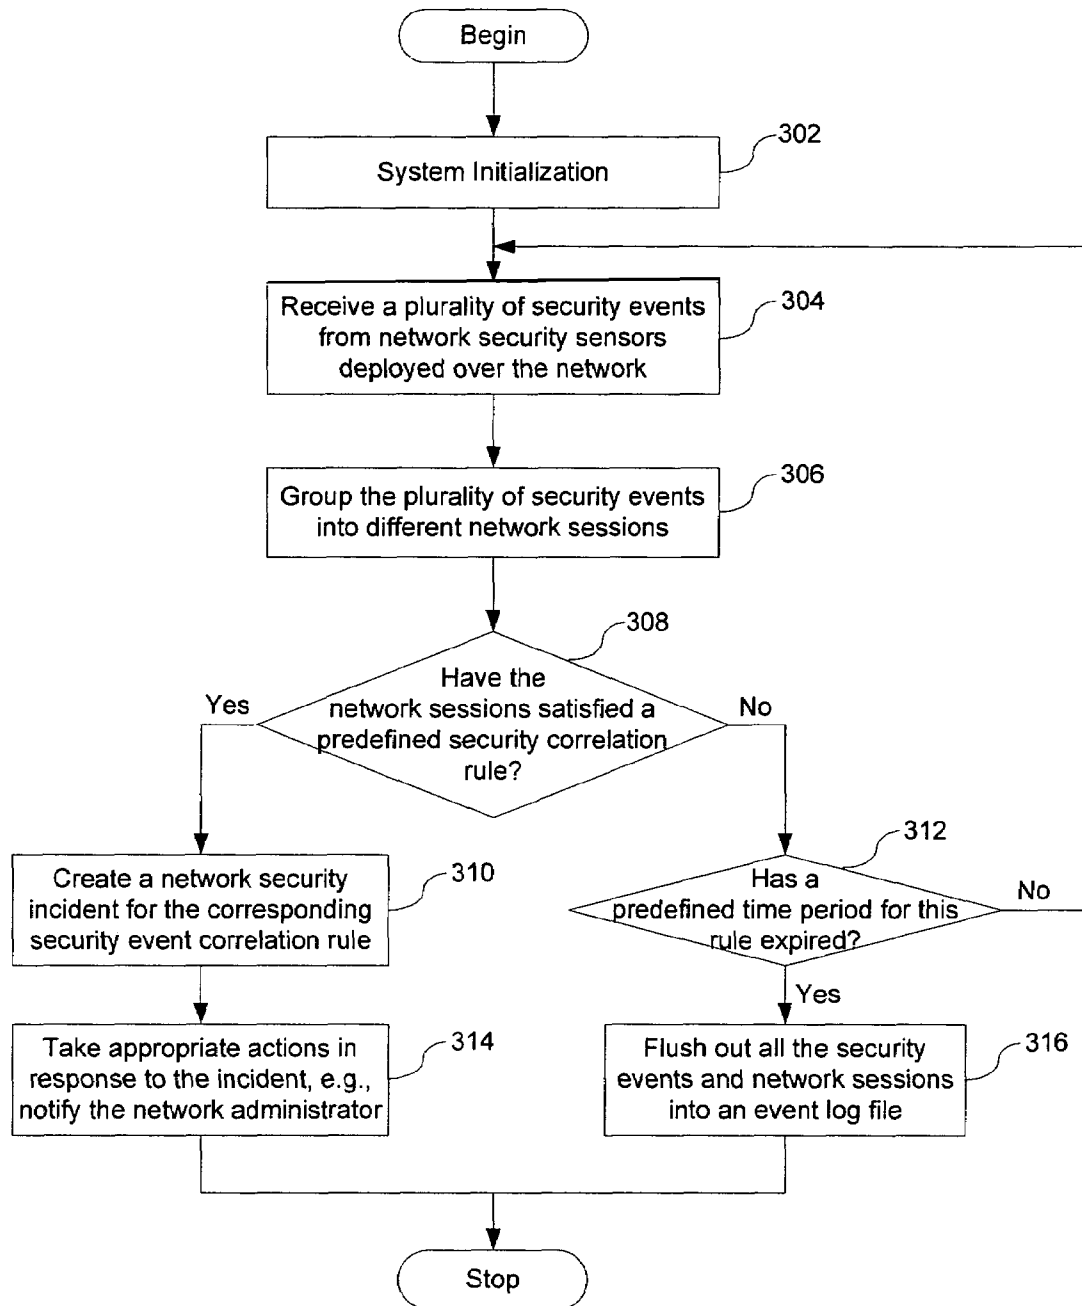 Begin
302
System Initialization
304
Receive a plurality of security events
from network security sensors
deployed over the network
306
Group the plurality of security events
into different network sessions
308
Have the
network sessions satisfied a
predefined security correlation
rule?
Yes
No
310
Create a network security
incident for the corresponding
security event correlation rule
312
Has a
predefined time period for this
rule expired?
No
Yes
314
Take appropriate actions in
response to the incident, e.g.,
notify the network administrator
316
Flush out all the security
events and network sessions
into an event log file
Stop